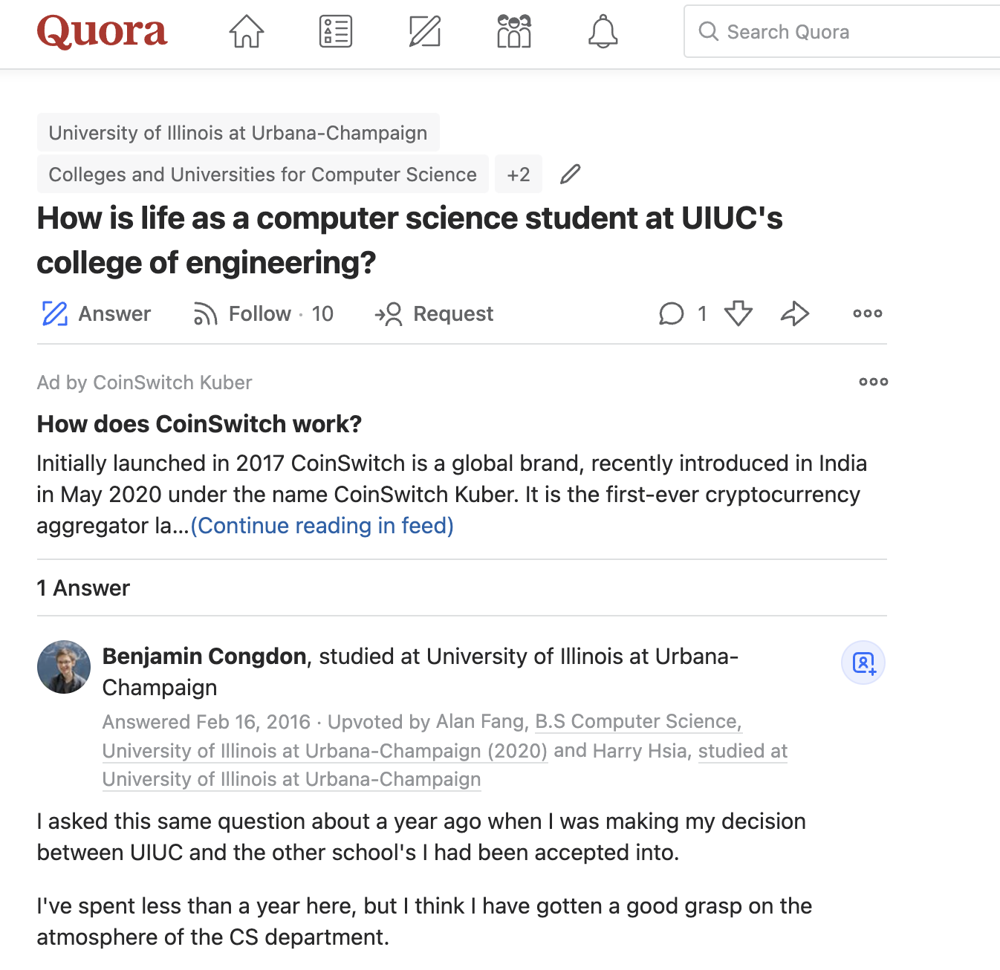 Quora
Search Quora
University of Illinois at Urbana-Champaign
Colleges and Universities for Computer Science +2
How is life as a computer science student at UIUC's
college of engineering?
Answer Follow · 10 Request 1
Ad by CoinSwitch Kuber
How does CoinSwitch work?
Initially launched in 2017 CoinSwitch is a global brand, recently introduced in India
in May 2020 under the name CoinSwitch Kuber. It is the first-ever cryptocurrency
aggregator la...(Continue reading in feed)
1 Answer
Benjamin Congdon, studied at University of Illinois at Urbana-
Champaign
Answered Feb 16, 2016 · Upvoted by Alan Fang, B.S Computer Science,
University of Illinois at Urbana-Champaign (2020) and Harry Hsia, studied at
University of Illinois at Urbana-Champaign
I asked this same question about a year ago when I was making my decision
between UIUC and the other school's I had been accepted into.
I've spent less than a year here, but I think I have gotten a good grasp on the
atmosphere of the CS department.